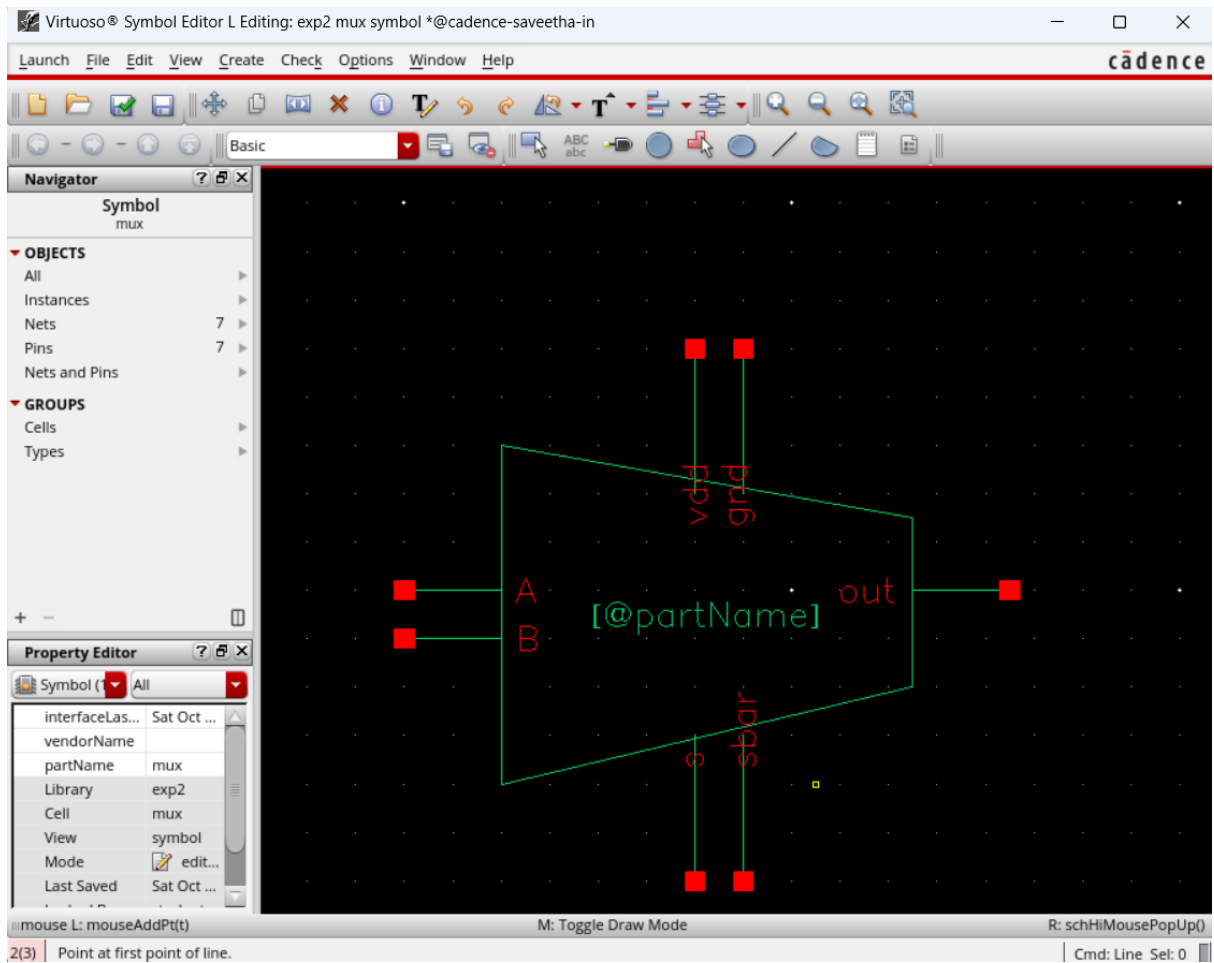 Virtuoso® Symbol Editor L Editing: exp2 mux symbol *@cadence-saveetha-in
Launch File Edit View Create Check Options Window Help
cādence
Basic
ABC
abc
Navigator
Symbol
mux
OBJECTS
All
Instances
Nets 7
Pins 7
Nets and Pins
GROUPS
Cells
Types
vdd
gnd
A
B
[@partName]
out
s
sbar
Property Editor
Symbol (1 All
interfaceLas... Sat Oct ...
vendorName
partName mux
Library exp2
Cell mux
View symbol
Mode edit...
Last Saved Sat Oct ...
mouse L: mouseAddPt(t) M: Toggle Draw Mode R: schHiMousePopUp()
2(3) Point at first point of line. Cmd: Line Sel: 0